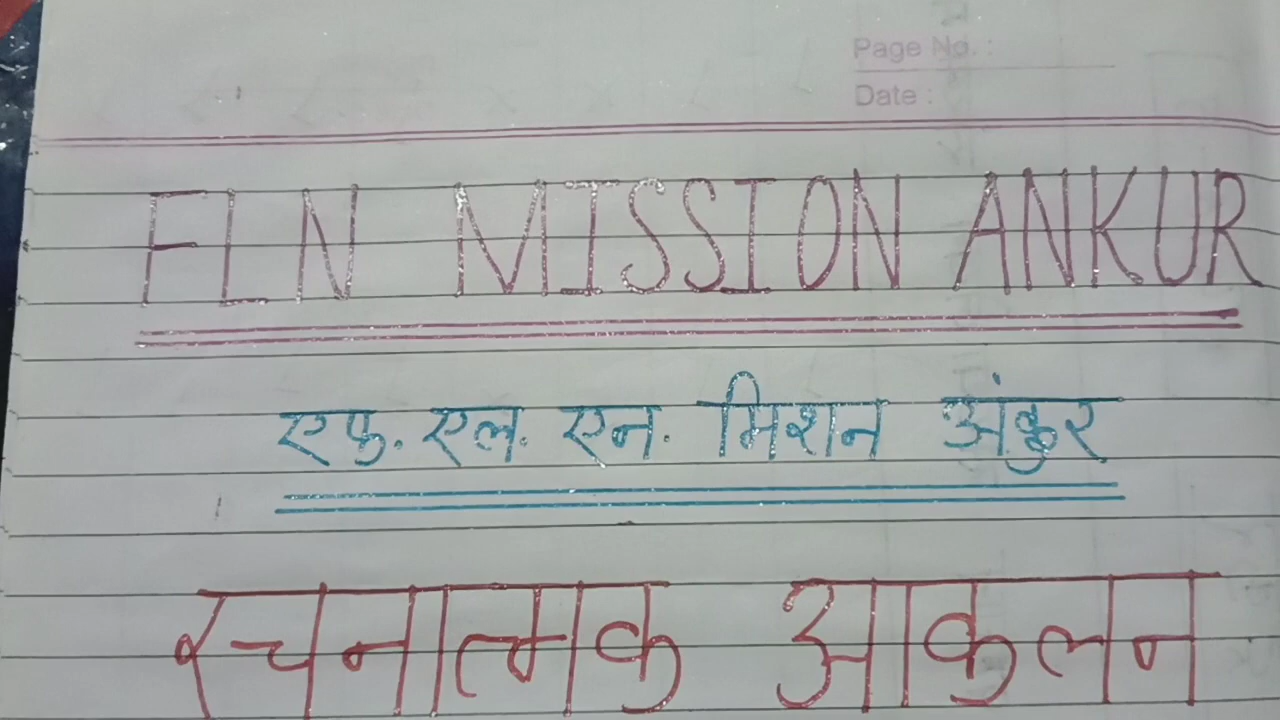 Page No. :
Date :
FLN MISSION ANKUR
एफ. एल. एन. मिशन अंकुर
रचनात्मक आकलन